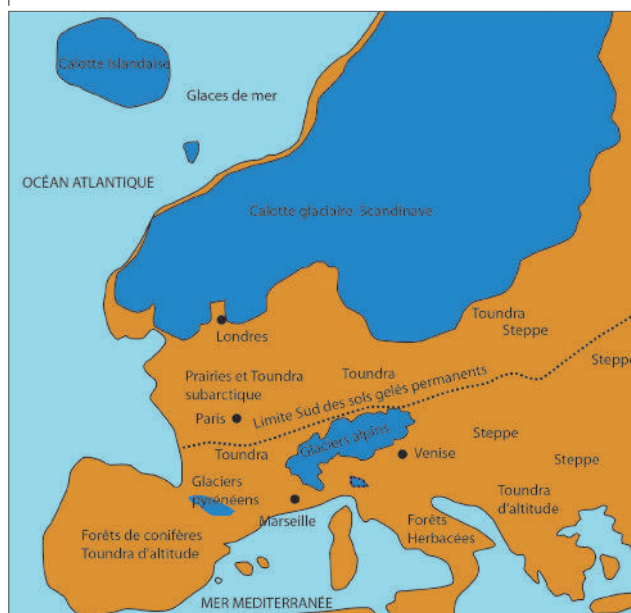 Calotte Islandaise
Glaces de mer
OCÉAN ATLANTIQUE
Calotte glaciaire Scandinave
Londres
Toundra
Steppe
Steppe
Prairies et Toundra
subarctique
Toundra
Limite Sud des sols gelés permanents
Paris
Toundra
Glaciers alpins
Venise
Steppe
Steppe
Glaciers
pyrénéens
Marseille
Toundra
d'altitude
Forêts de conifères
Toundra d'altitude
Forêts
Herbacées
MER MEDITERRANÉE